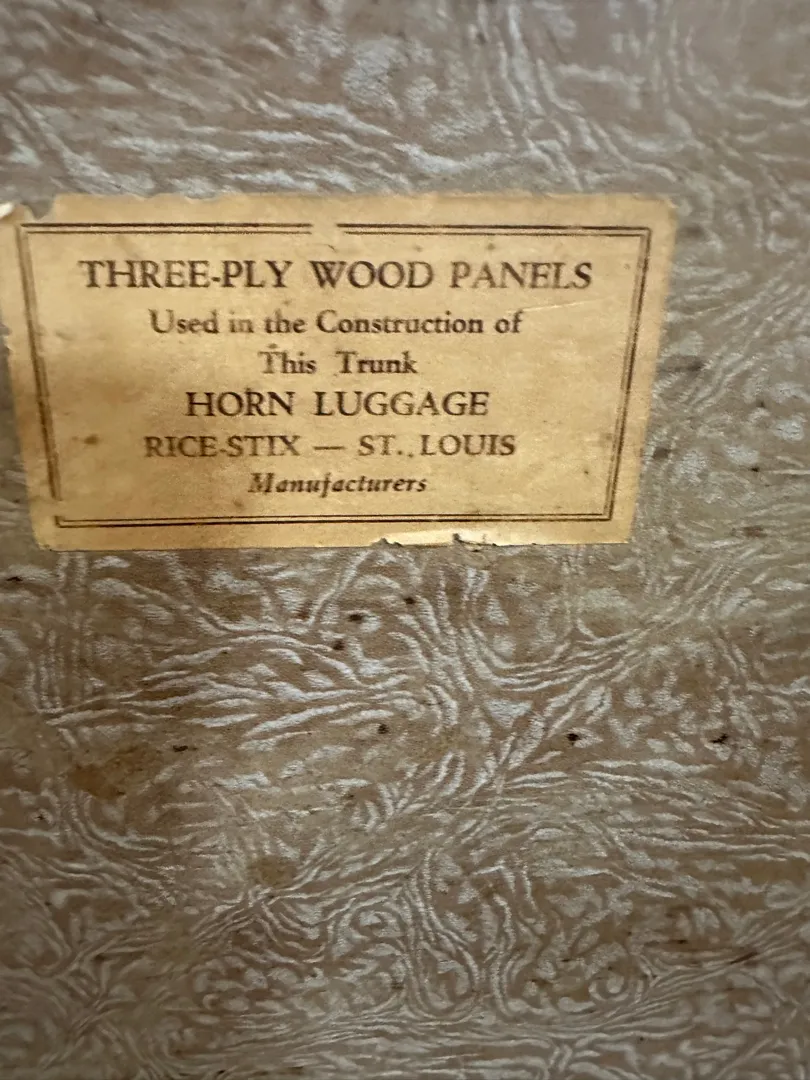 THREE-PLY WOOD PANELS
Used in the Construction of
This Trunk
HORN LUGGAGE
RICE-STIX — ST. LOUIS
Manufacturers